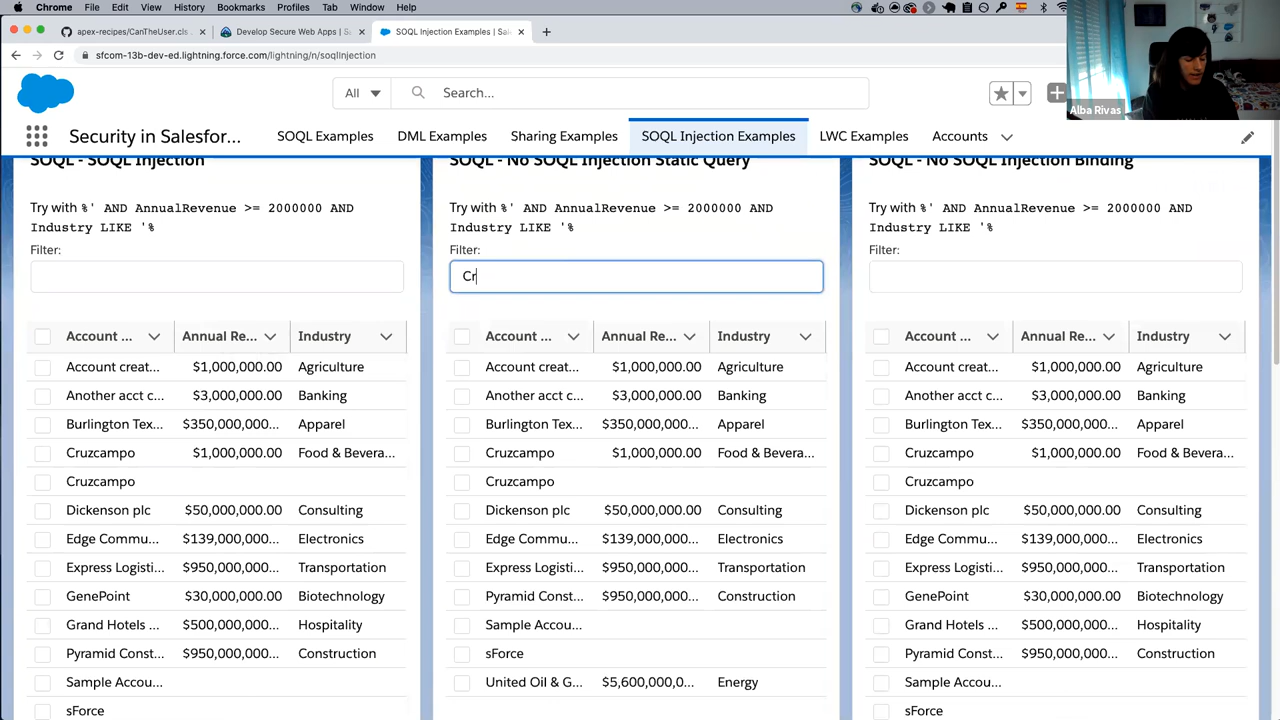 Chrome File Edit View History Bookmarks Profiles Tab Window Help
apex-recipes/CanTheUser.cls
Develop Secure Web Apps | S
SOQL Injection Examples | Sal
sfcom-13b-dev-ed.lightning.force.com/lightning/n/soqlInjection
Alba Rivas
All Search...
Security in Salesfor... SOQL Examples DML Examples Sharing Examples SOQL Injection Examples LWC Examples Accounts
SOQL - SOQL Injection
Try with %' AND AnnualRevenue >= 2000000 AND
Industry LIKE '%
Filter:
Account ... Annual Re... Industry
Account creat... $1,000,000.00 Agriculture
Another acct c... $3,000,000.00 Banking
Burlington Tex... $350,000,000... Apparel
Cruzcampo $1,000,000.00 Food & Bevera...
Cruzcampo
Dickenson plc $50,000,000.00 Consulting
Edge Commu... $139,000,000... Electronics
Express Logisti... $950,000,000... Transportation
GenePoint $30,000,000.00 Biotechnology
Grand Hotels ... $500,000,000... Hospitality
Pyramid Const... $950,000,000... Construction
Sample Accou...
sForce
SOQL - No SOQL Injection Static Query
Try with %' AND AnnualRevenue >= 2000000 AND
Industry LIKE '%
Filter:
Cr
Account ... Annual Re... Industry
Account creat... $1,000,000.00 Agriculture
Another acct c... $3,000,000.00 Banking
Burlington Tex... $350,000,000... Apparel
Cruzcampo $1,000,000.00 Food & Bevera...
Cruzcampo
Dickenson plc $50,000,000.00 Consulting
Edge Commu... $139,000,000... Electronics
Express Logisti... $950,000,000... Transportation
Pyramid Const... $950,000,000... Construction
Sample Accou...
sForce
United Oil & G... $5,600,000,0... Energy
SOQL - No SOQL Injection Binding
Try with %' AND AnnualRevenue >= 2000000 AND
Industry LIKE '%
Filter:
Account ... Annual Re... Industry
Account creat... $1,000,000.00 Agriculture
Another acct c... $3,000,000.00 Banking
Burlington Tex... $350,000,000... Apparel
Cruzcampo $1,000,000.00 Food & Bevera...
Cruzcampo
Dickenson plc $50,000,000.00 Consulting
Edge Commu... $139,000,000... Electronics
Express Logisti... $950,000,000... Transportation
GenePoint $30,000,000.00 Biotechnology
Grand Hotels ... $500,000,000... Hospitality
Pyramid Const... $950,000,000... Construction
Sample Accou...
sForce